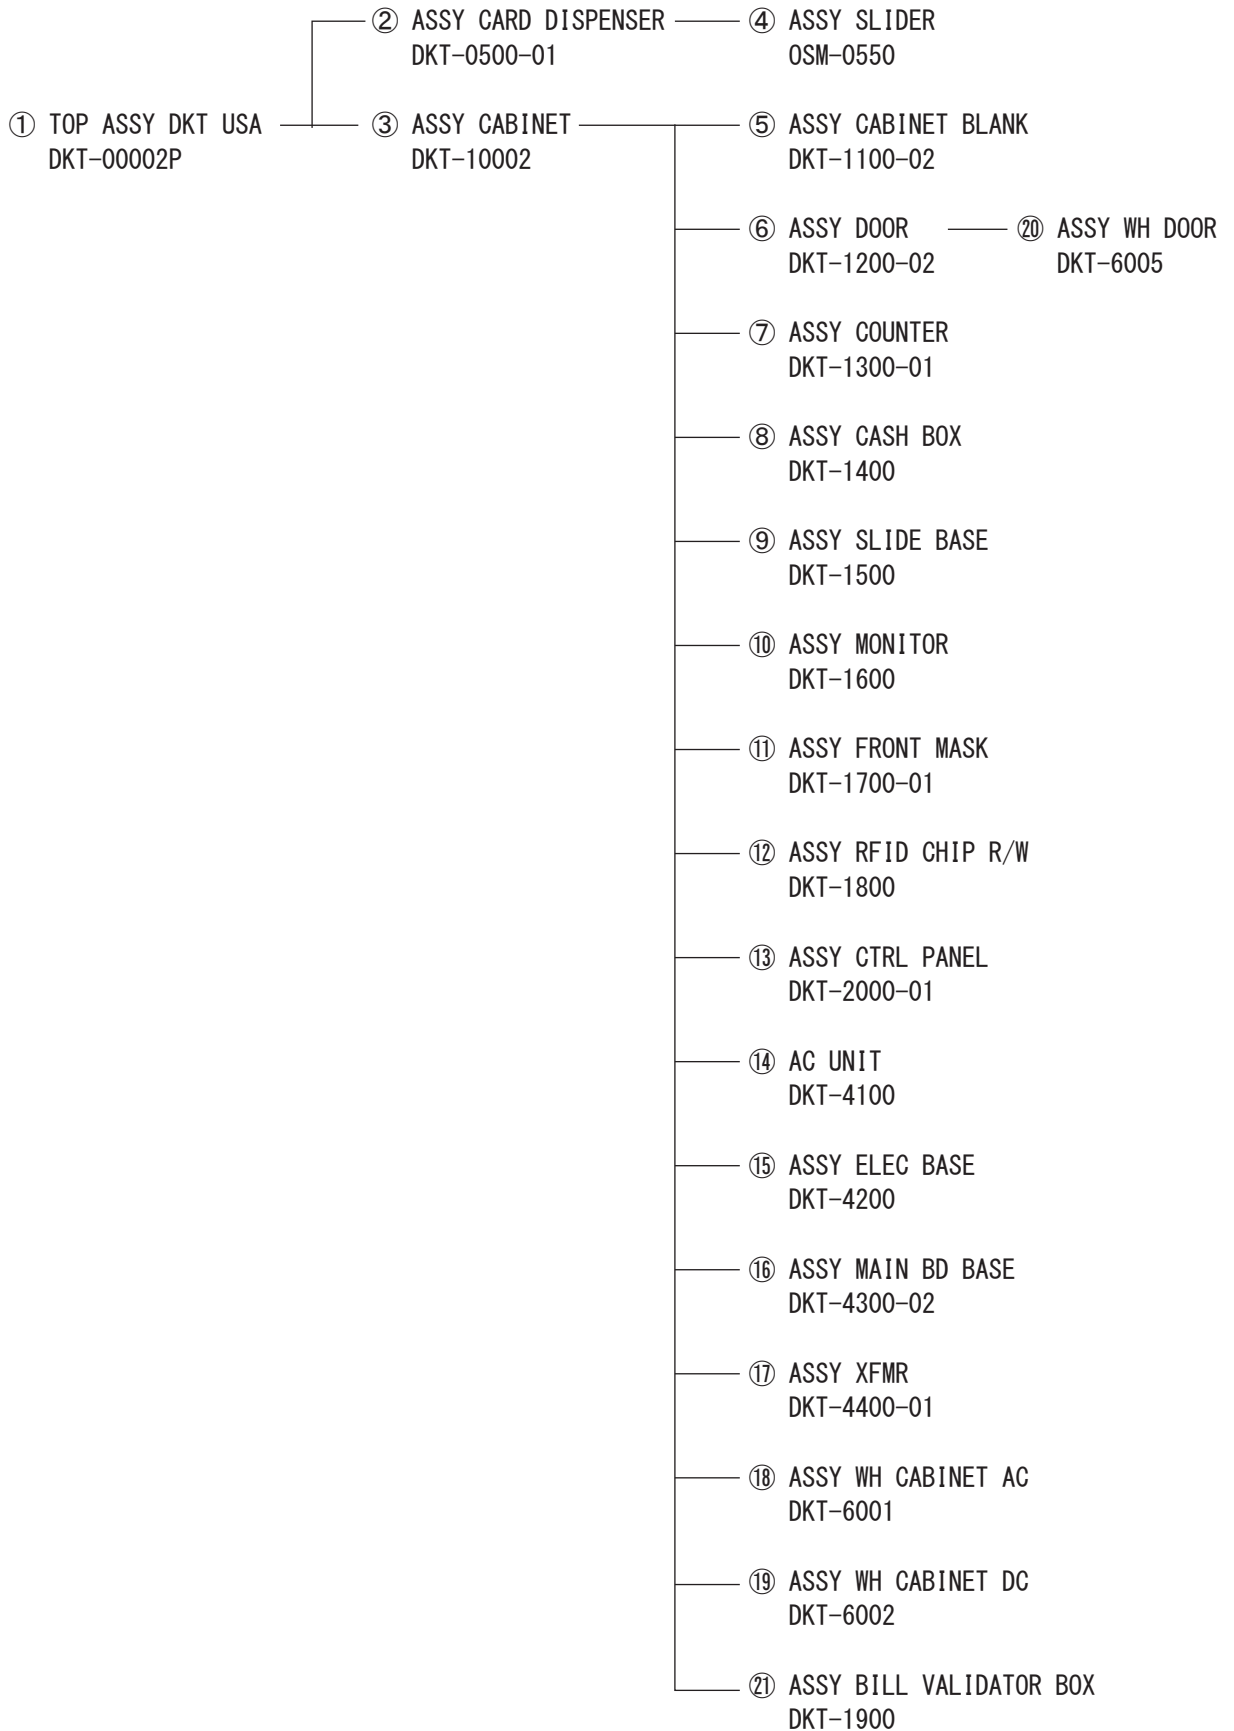 ② ASSY CARD DISPENSER
DKT-0500-01
④ ASSY SLIDER
OSM-0550
① TOP ASSY DKT USA
DKT-00002P
③ ASSY CABINET
DKT-10002
⑤ ASSY CABINET BLANK
DKT-1100-02
⑥ ASSY DOOR
DKT-1200-02
⑳ ASSY WH DOOR
DKT-6005
⑦ ASSY COUNTER
DKT-1300-01
⑧ ASSY CASH BOX
DKT-1400
⑨ ASSY SLIDE BASE
DKT-1500
⑩ ASSY MONITOR
DKT-1600
⑪ ASSY FRONT MASK
DKT-1700-01
⑫ ASSY RFID CHIP R/W
DKT-1800
⑬ ASSY CTRL PANEL
DKT-2000-01
⑭ AC UNIT
DKT-4100
⑮ ASSY ELEC BASE
DKT-4200
⑯ ASSY MAIN BD BASE
DKT-4300-02
⑰ ASSY XFMR
DKT-4400-01
⑱ ASSY WH CABINET AC
DKT-6001
⑲ ASSY WH CABINET DC
DKT-6002
㉑ ASSY BILL VALIDATOR BOX
DKT-1900